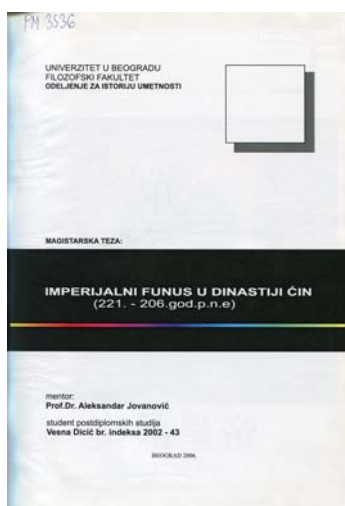 FM 3536
UNIVERZITET U BEOGRADU
FILOZOFSKI FAKULTET
ODELJENJE ZA ISTORIJU UMETNOSTI
MAGISTARSKA TEZA:
IMPERIJALNI FUNUS U DINASTIJI ĆIN
(221. - 206.god.p.n.e)
mentor:
Prof.Dr. Aleksandar Jovanović
student postdiplomskih studija
Vesna Dicić br. indeksa 2002 - 43
BEOGRAD 2006.